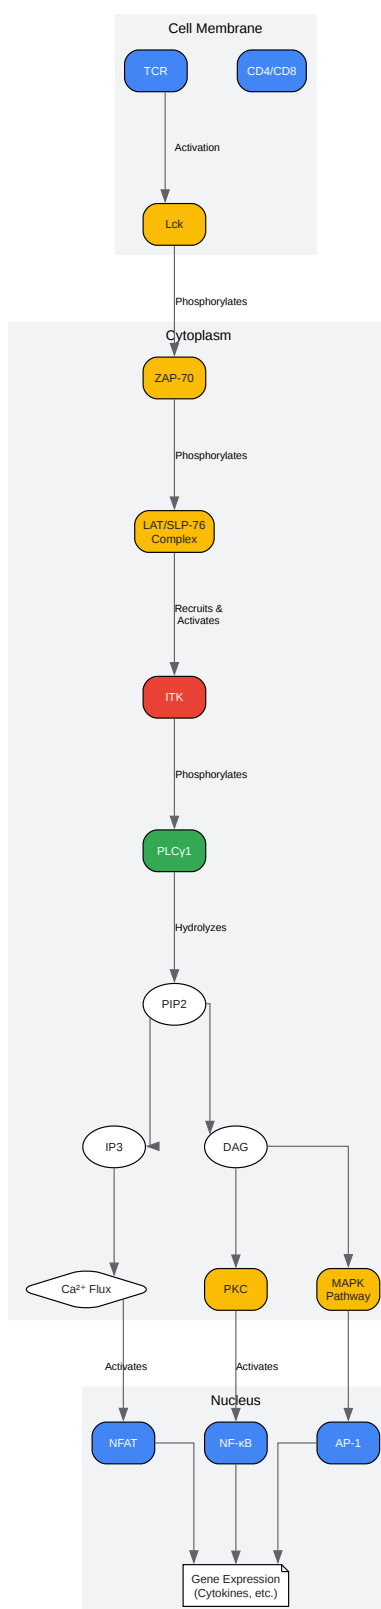 Cell Membrane
TCR
CD4/CD8
Activation
Lck
Phosphorylates
Cytoplasm
ZAP-70
Phosphorylates
LAT/SLP-76
Complex
Recruits &
Activates
ITK
Phosphorylates
PLCγ1
Hydrolyzes
PIP2
IP3
DAG
Ca²⁺ Flux
PKC
MAPK
Pathway
Activates
Activates
Nucleus
NFAT
NF-κB
AP-1
Gene Expression
(Cytokines, etc.)